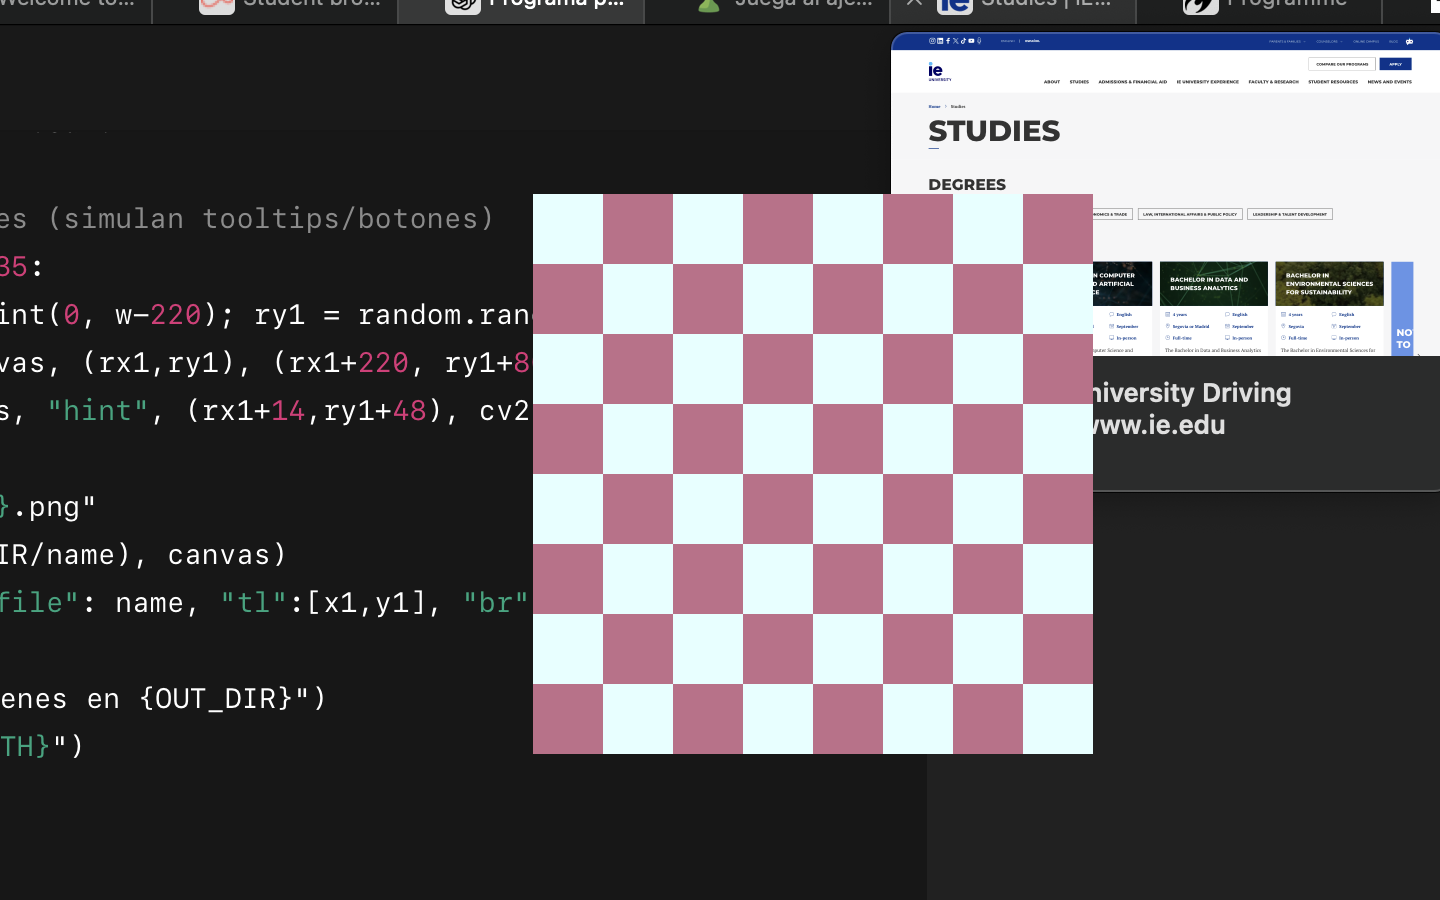 Welcome to...
Student bro...
Programa p...
Juega al aje...
Studies | IE...
Programme
es (simulan tooltips/botones)
35:
int(0, w-220); ry1 = random.ran
vas, (rx1,ry1), (rx1+220, ry1+8
s, "hint", (rx1+14,ry1+48), cv2
}.png"
IR/name), canvas)
file": name, "tl":[x1,y1], "br"
enes en {OUT_DIR}")
TH}")
COMPARE OUR PROGRAMS
APPLY
ie
UNIVERSITY
ABOUT STUDIES ADMISSIONS & FINANCIAL AID IE UNIVERSITY EXPERIENCE FACULTY & RESEARCH STUDENT RESOURCES NEWS AND EVENTS
Home › Studies
STUDIES
DEGREES
NOMICS & TRADE
LAW, INTERNATIONAL AFFAIRS & PUBLIC POLICY
LEADERSHIP & TALENT DEVELOPMENT
N COMPUTER
D ARTIFICIAL
CE
English
September
In-person
puter Science and
BACHELOR IN DATA AND
BUSINESS ANALYTICS
4 years English
Segovia or Madrid September
Full-time In-person
The Bachelor in Data and Business Analytics
BACHELOR IN
ENVIRONMENTAL SCIENCES
FOR SUSTAINABILITY
4 years English
Segovia September
Full-time In-person
The Bachelor in Environmental Sciences for
NO
TO
niversity Driving
www.ie.edu